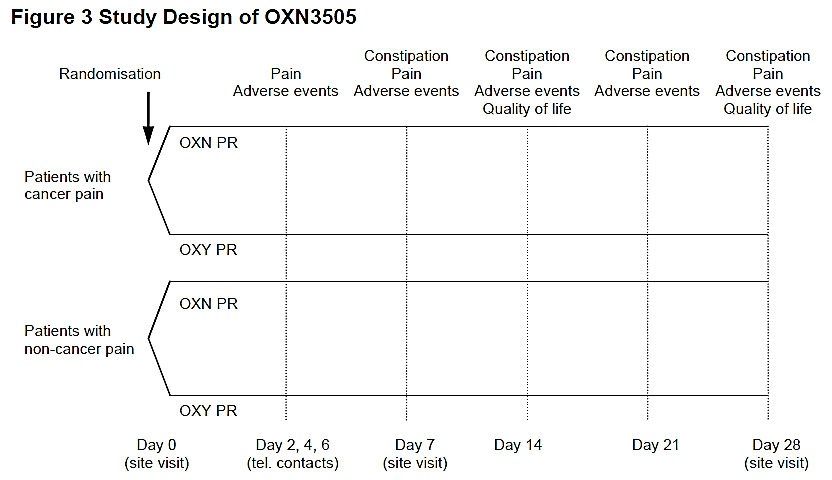 Figure 3 Study Design of OXN3505
Randomisation
Pain
Adverse events
Constipation
Pain
Adverse events
Constipation
Pain
Adverse events
Quality of life
Constipation
Pain
Adverse events
Constipation
Pain
Adverse events
Quality of life
Patients with
cancer pain
OXN PR
OXY PR
Patients with
non-cancer pain
OXN PR
OXY PR
Day 0
(site visit)
Day 2, 4, 6
(tel. contacts)
Day 7
(site visit)
Day 14
Day 21
Day 28
(site visit)